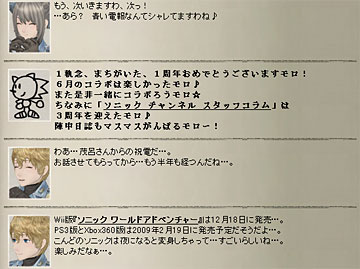 もう、次いきますわ、次っ！
…あら？　青い電報なんてシャレてますわね♪
１執念、まちがいた、１周年おめでとうございますモロ！
６月のコラボは楽しかったモロ♪
また是非一緒にコラボろうモロ☆
ちなみに「ソニック チャンネル スタッフコラム」は
３周年を迎えたモロ♪
陣中日誌もマスマスがんばるモロー！
わあ…茂呂さんからの祝電だ…。
お話させてもらってから…もう半年も経つんだね…。
Wii版『ソニック ワールドアドベンチャー』は12月18日に発売…。
PS3版とXbox360版は2009年2月19日に発売予定だそうだよ…。
こんどのソニックは夜になると変身しちゃって…すごいらしいね…。
楽しみだなぁ…。